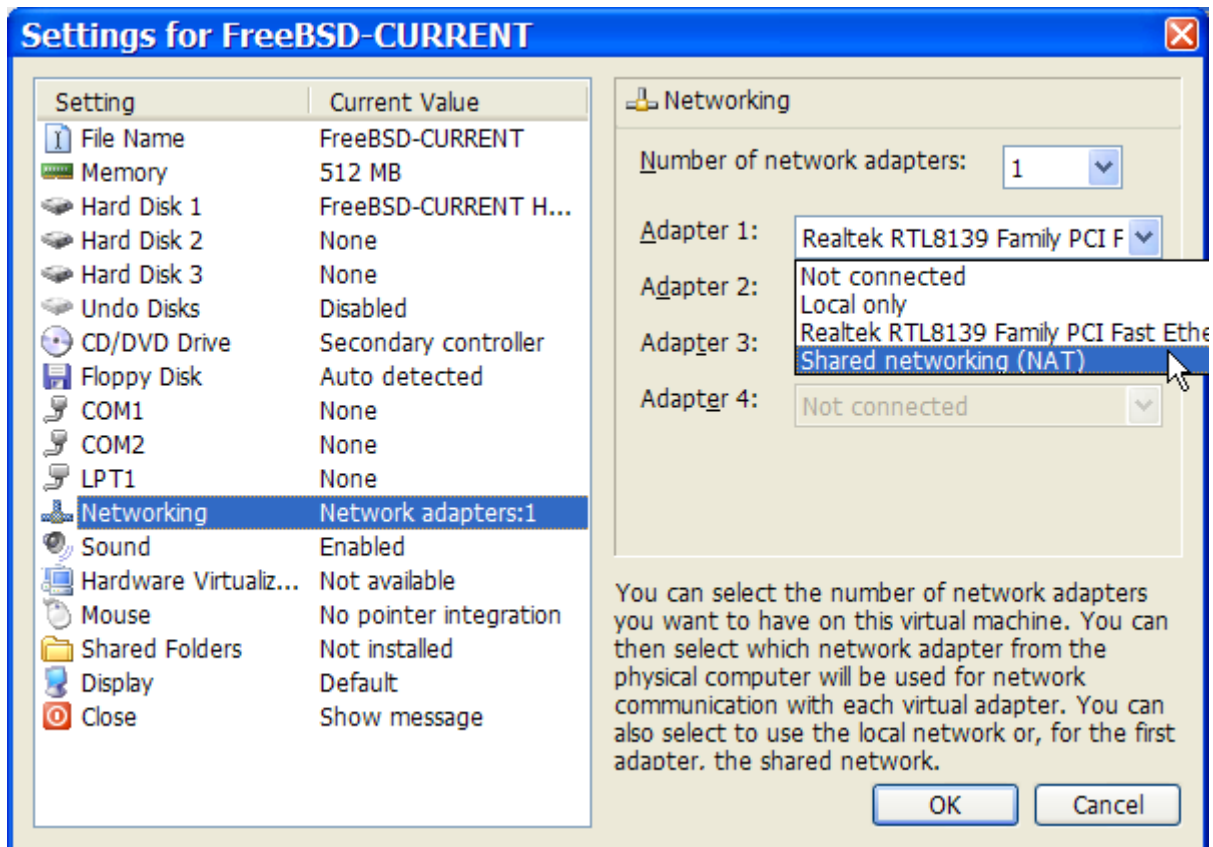 Settings for FreeBSD-CURRENT
Setting Current Value
File Name FreeBSD-CURRENT
Memory 512 MB
Hard Disk 1 FreeBSD-CURRENT H...
Hard Disk 2 None
Hard Disk 3 None
Undo Disks Disabled
CD/DVD Drive Secondary controller
Floppy Disk Auto detected
COM1 None
COM2 None
LPT1 None
Networking Network adapters:1
Sound Enabled
Hardware Virtualiz... Not available
Mouse No pointer integration
Shared Folders Not installed
Display Default
Close Show message
Networking
Number of network adapters: 1
Adapter 1: Realtek RTL8139 Family PCI F
Not connected
Adapter 2:
Local only
Realtek RTL8139 Family PCI Fast Ethe
Adapter 3:
Shared networking (NAT)
Adapter 4: Not connected
You can select the number of network adapters
you want to have on this virtual machine. You can
then select which network adapter from the
physical computer will be used for network
communication with each virtual adapter. You can
also select to use the local network or, for the first
adapter, the shared network.
OK Cancel